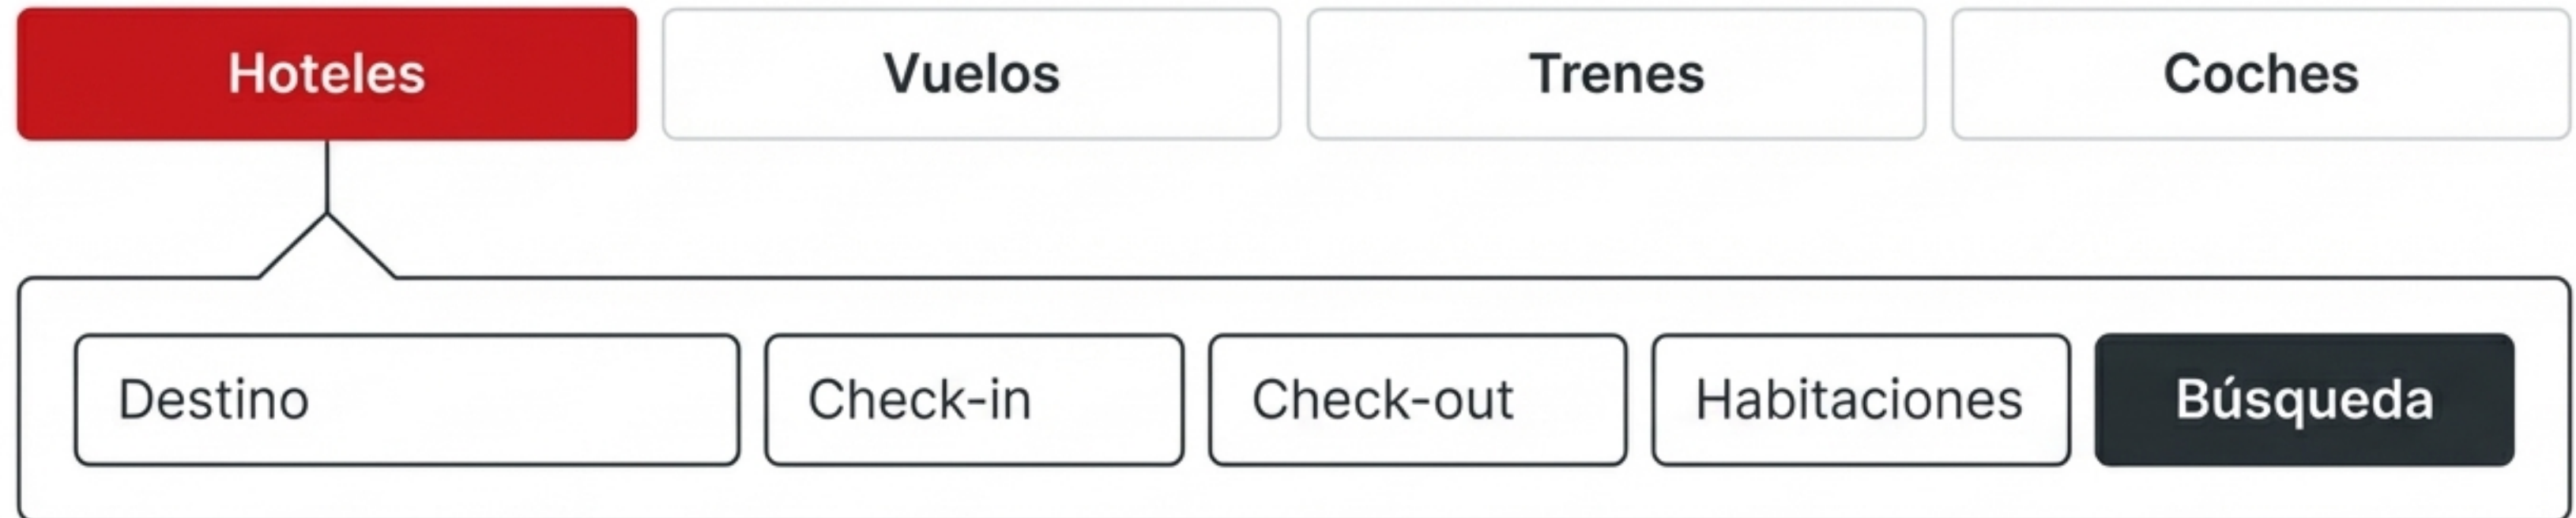 Hoteles Vuelos Trenes Coches
Destino Check-in Check-out Habitaciones Búsqueda